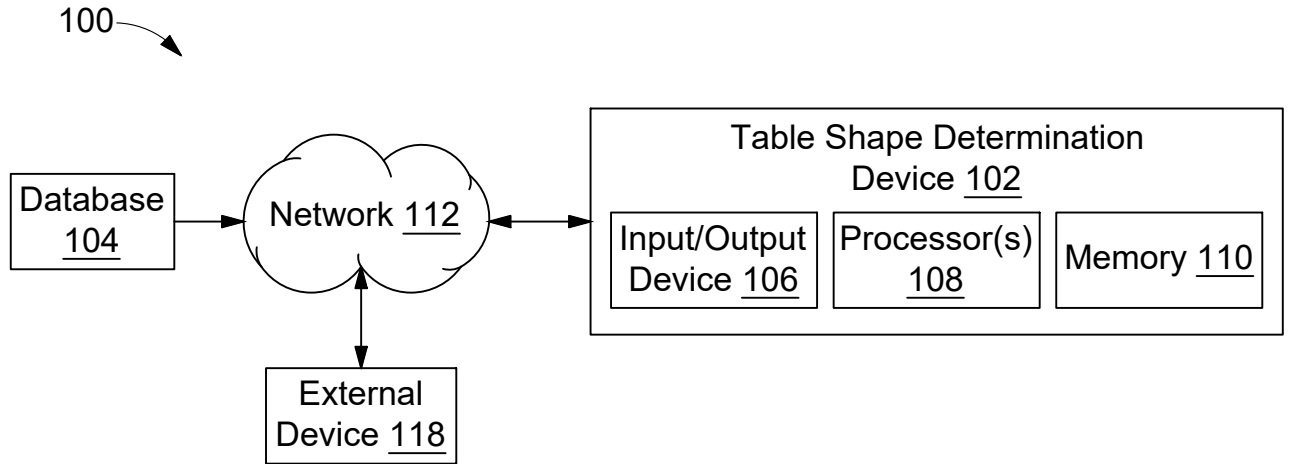 100
Table Shape Determination
Device 102
Database
104
Network 112
Input/Output
Device 106
Processor(s)
108
Memory 110
External
Device 118